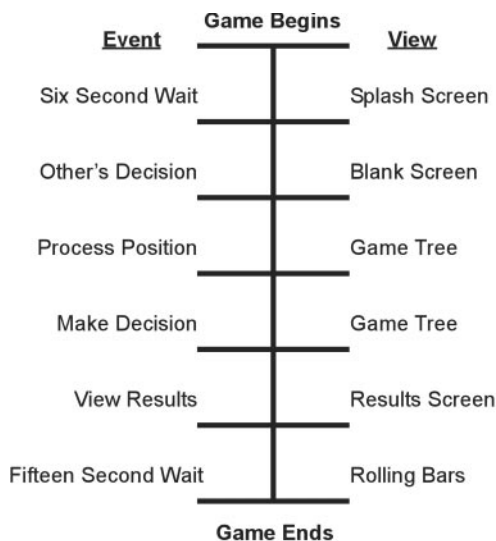 Game Begins
Event View
Six Second Wait Splash Screen
Other's Decision Blank Screen
Process Position Game Tree
Make Decision Game Tree
View Results Results Screen
Fifteen Second Wait Rolling Bars
Game Ends